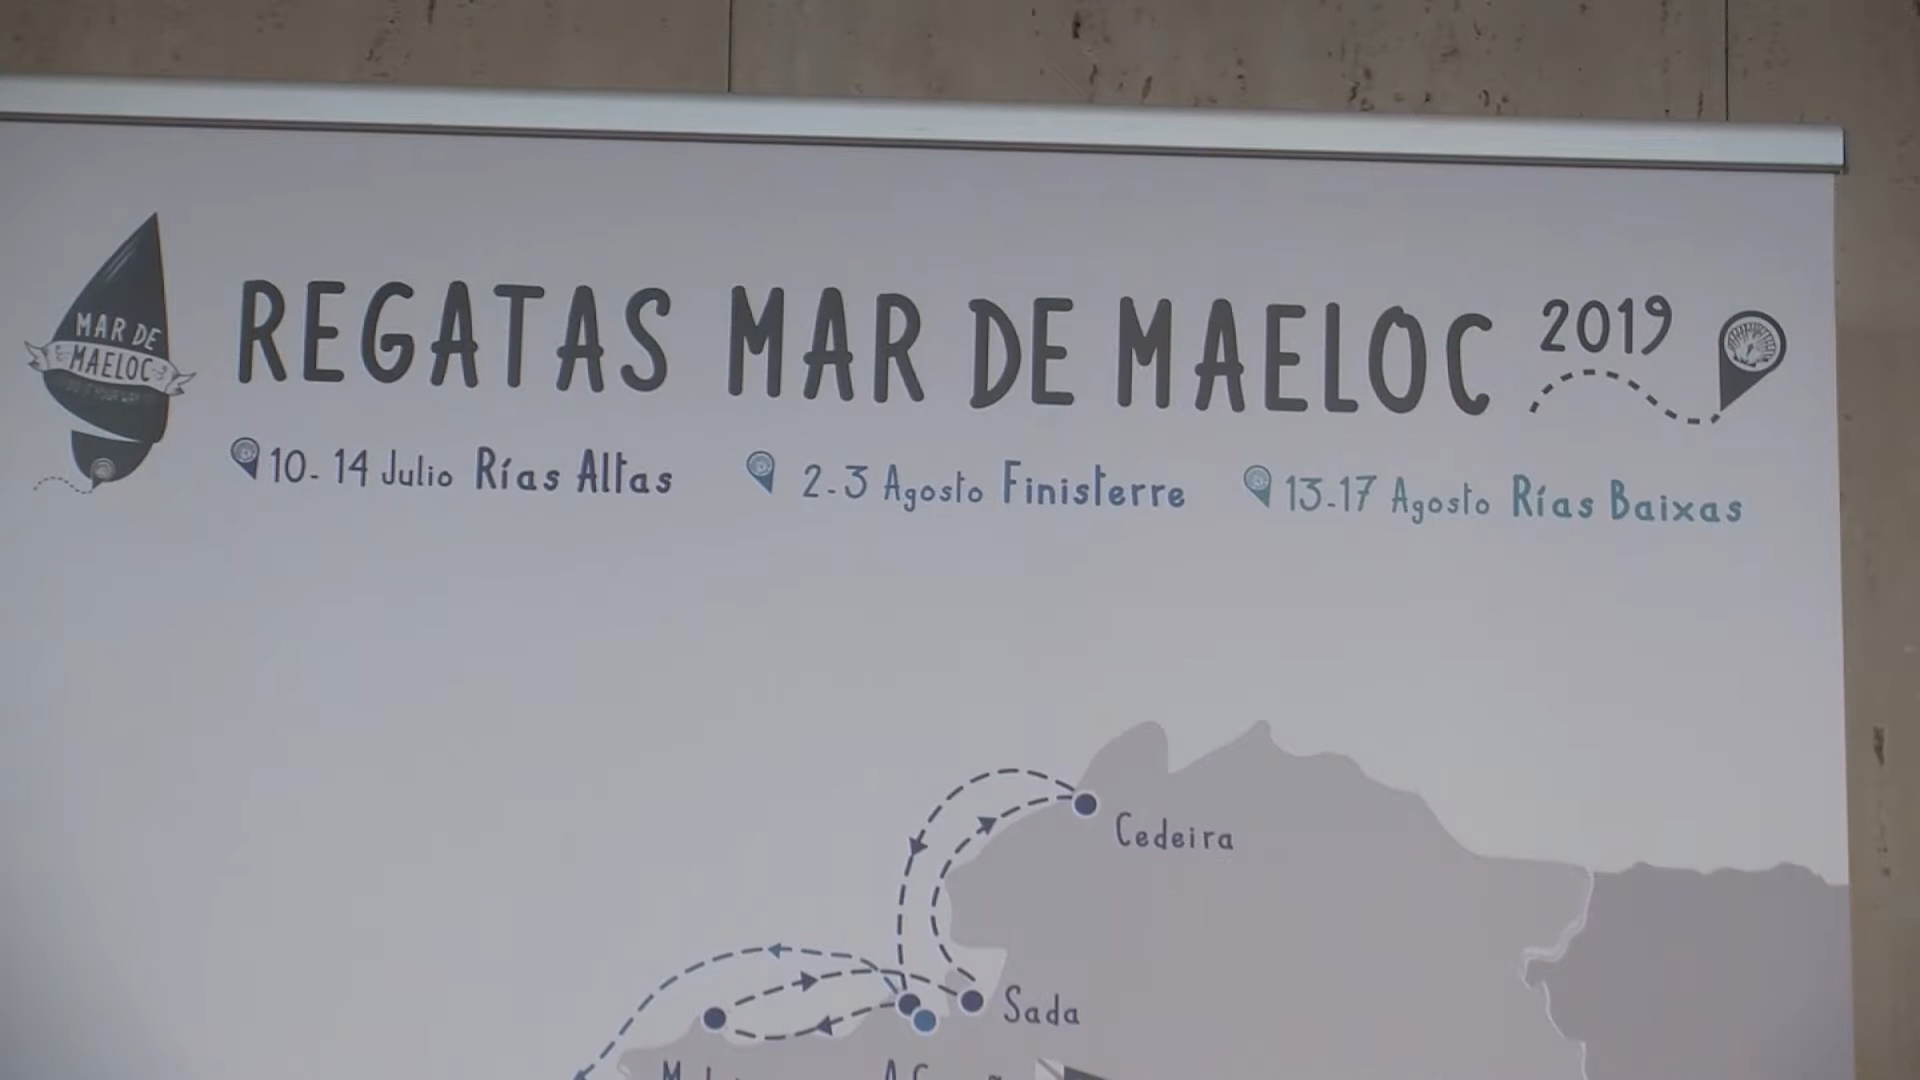 MAR DE
MAELOC
REGATAS MAR DE MAELOC 2019
10-14 Julio Rías Altas
2-3 Agosto Finisterre
13-17 Agosto Rías Baixas
Cedeira
Sada